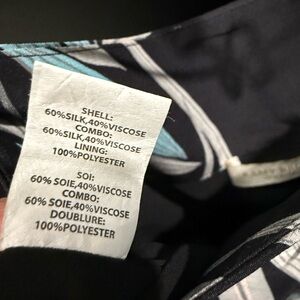 SHELL:
60%SILK,40%VISCOSE
COMBO:
60%SILK,40%VISCOSE
LINING:
100%POLYESTER
SOI:
60% SOIE,40%VISCOSE
COMBO:
60% SOIE,40%VISCOSE
DOUBLURE:
100%POLYESTER